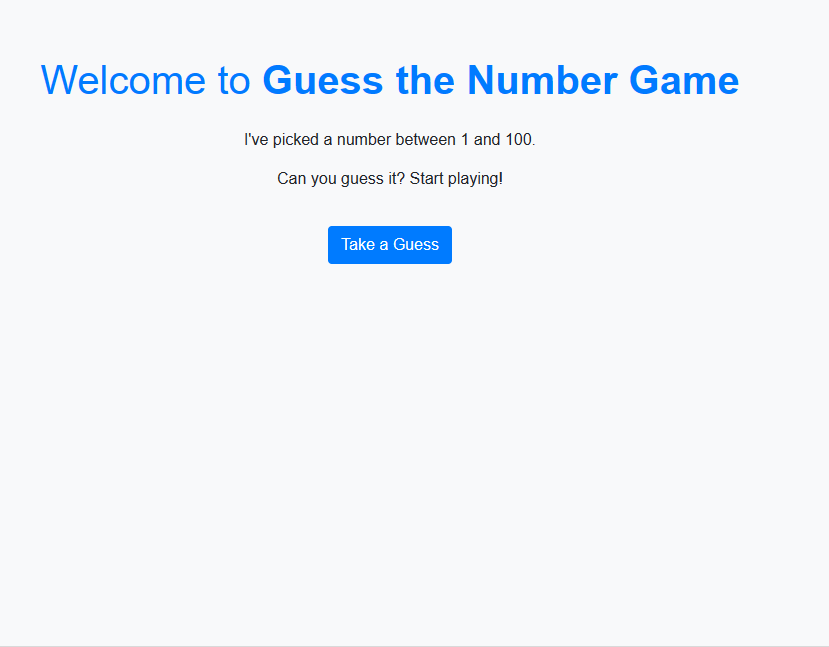 Welcome to Guess the Number Game
I've picked a number between 1 and 100.
Can you guess it? Start playing!
Take a Guess